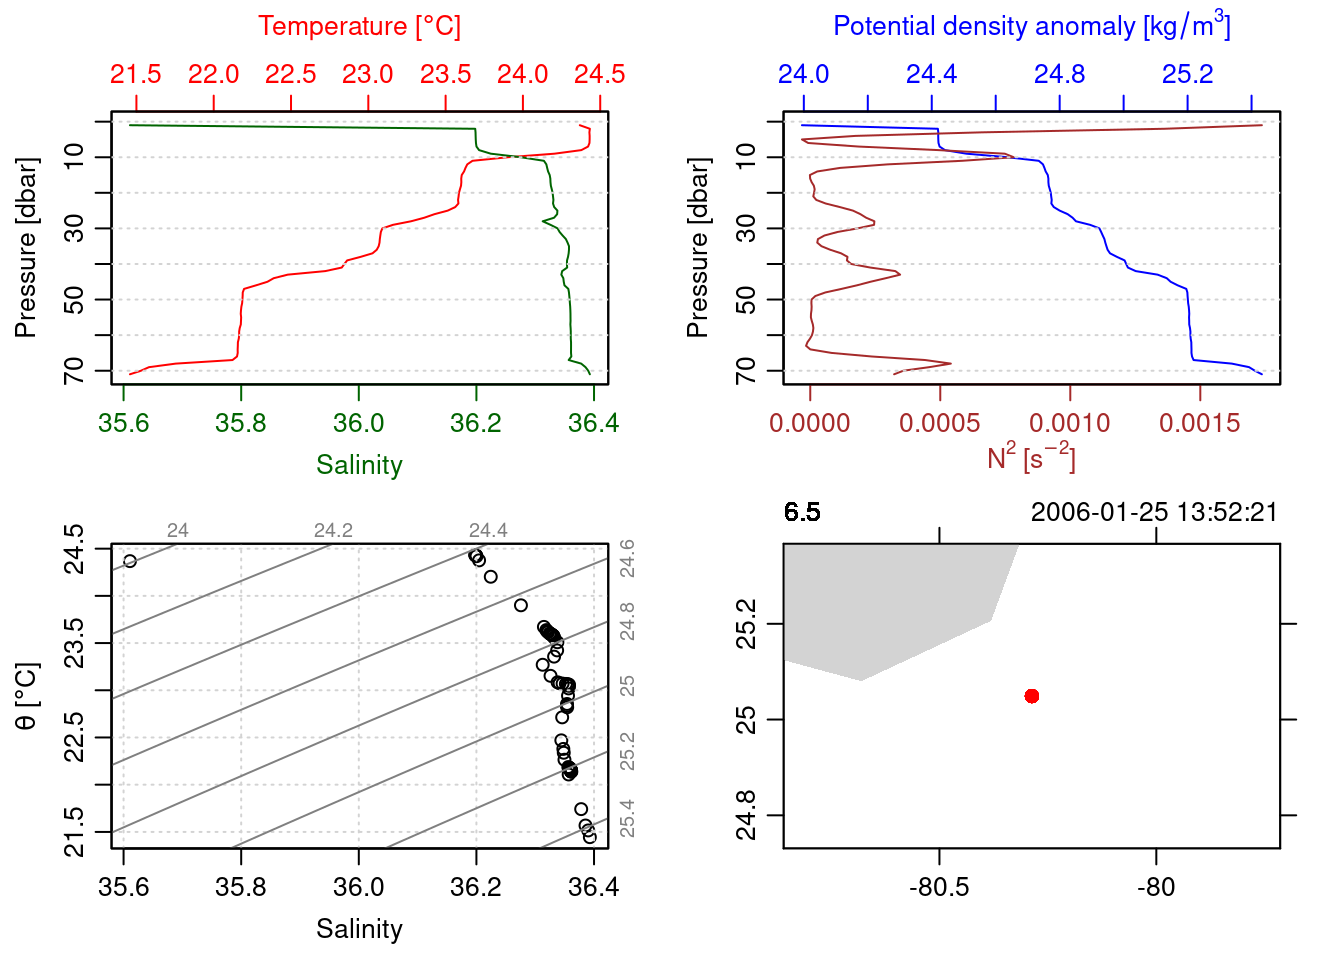 Temperature [°C]
21.5 22.0 22.5 23.0 23.5 24.0 24.5
Pressure [dbar]
10
30
50
70
35.6 35.8 36.0 36.2 36.4
Salinity
Potential density anomaly [kg/m³]
24.0 24.4 24.8 25.2
Pressure [dbar]
10
30
50
70
0.0000 0.0005 0.0010 0.0015
N² [s⁻²]
24 24.2 24.4
24.6
24.8
25
25.2
25.4
θ [°C]
24.5
23.5
22.5
21.5
35.6 35.8 36.0 36.2 36.4
Salinity
6.5 2006-01-25 13:52:21
25.2
25
24.8
-80.5 -80